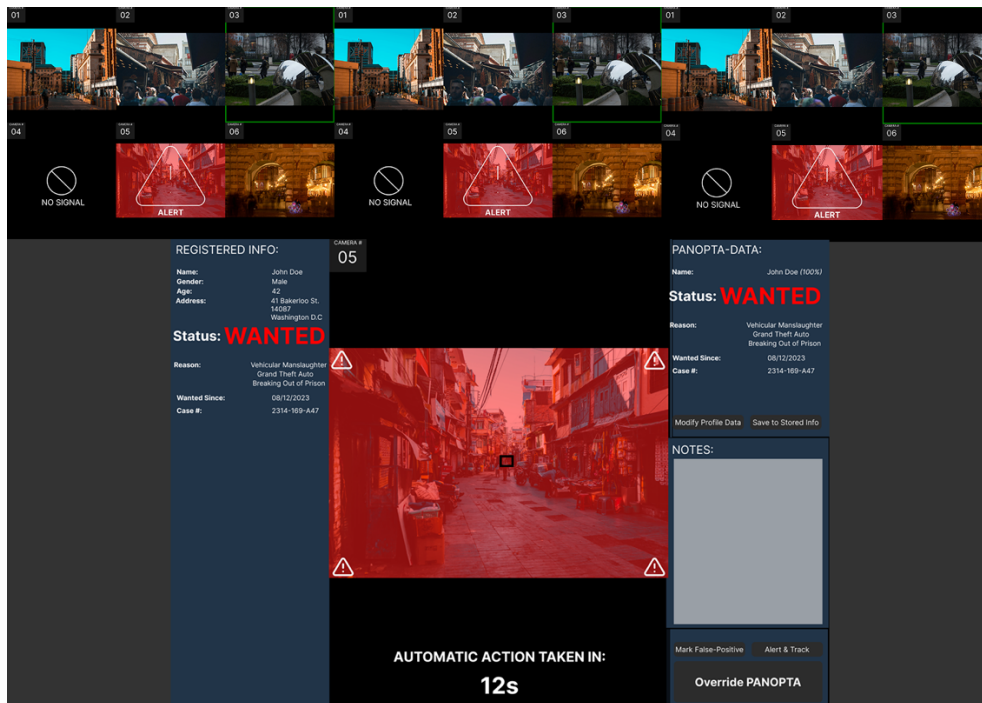 01
02
03
01
02
03
01
02
03
04
05
06
04
05
06
04
05
06
NO SIGNAL
ALERT
NO SIGNAL
ALERT
NO SIGNAL
ALERT
REGISTERED INFO:
Name: John Doe
Gender: Male
Age: 42
Address: 41 Bakerloo St.
14087
Washington D.C
Status: WANTED
Reason: Vehicular Manslaughter
Grand Theft Auto
Breaking Out of Prison
Wanted Since: 08/12/2023
Case #: 2314-169-A47
CAMERA #
05
AUTOMATIC ACTION TAKEN IN:
12s
PANOPTA-DATA:
Name: John Doe (100%)
Status: WANTED
Reason: Vehicular Manslaughter
Grand Theft Auto
Breaking Out of Prison
Wanted Since: 08/12/2023
Case #: 2314-169-A47
Modify Profile Data
Save to Stored Info
NOTES:
Mark False-Positive
Alert & Track
Override PANOPTA